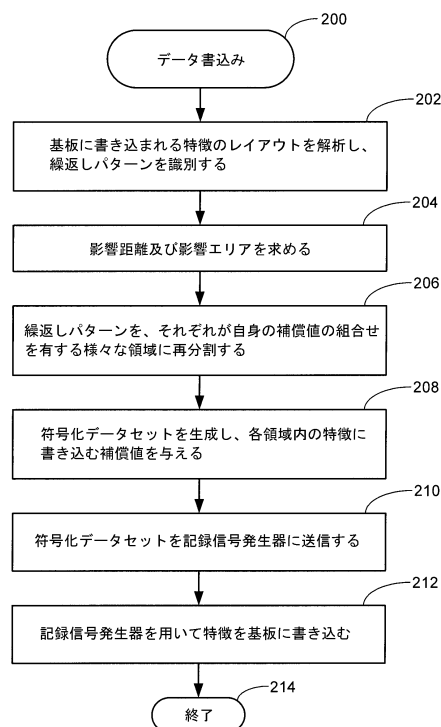 200
データ書込み
202
基板に書き込まれる特徴のレイアウトを解析し、
繰返しパターンを識別する
204
影響距離及び影響エリアを求める
206
繰返しパターンを、それぞれが自身の補償値の組合せ
を有する様々な領域に再分割する
208
符号化データセットを生成し、各領域内の特徴に
書き込む補償値を与える
210
符号化データセットを記録信号発生器に送信する
212
記録信号発生器を用いて特徴を基板に書き込む
214
終了